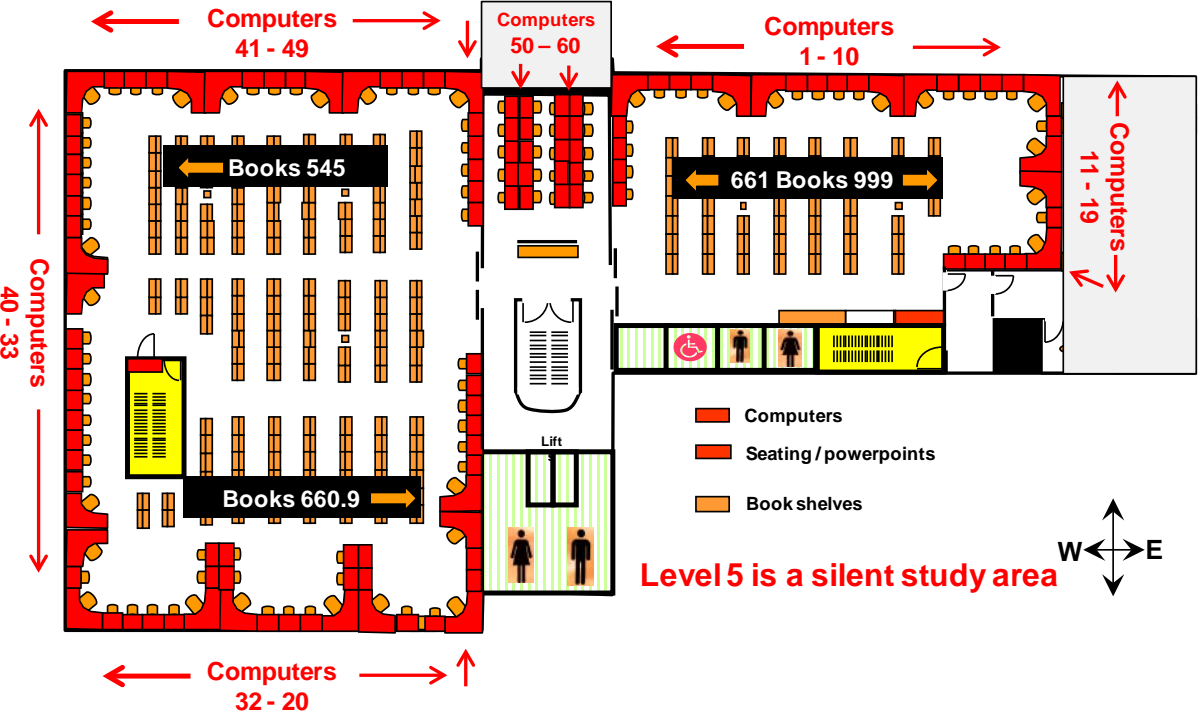 Computers
41 - 49
Computers
50 – 60
Computers
1 - 10
Books 545
661 Books 999
Computers
11 - 19
Computers
40 - 33
Lift
Computers
Seating / powerpoints
Book shelves
Books 660.9
Level 5 is a silent study area
W
E
Computers
32 - 20